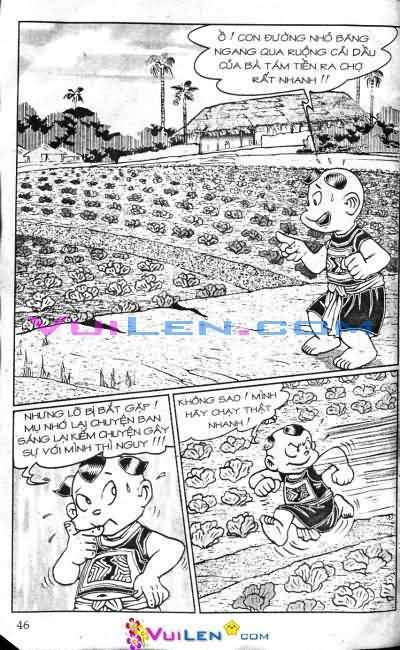 Ồ ! CON ĐƯỜNG NHỎ BĂNG
NGANG QUA RUỘNG CẢI DẦU
CỦA BÀ TÁM TIỀN RA CHỢ
RẤT NHANH !!
VuiLen.com
NHƯNG LỠ BỊ BẮT GẶP !
MỤ NHỚ LẠI CHUYỆN BAN
SÁNG LẠI KIẾM CHUYỆN GÂY
SỰ VỚI MÌNH THÌ NGUY !!!
KHÔNG SAO ! MÌNH
HÃY CHẠY THẬT
NHANH !
46
VuiLen.com